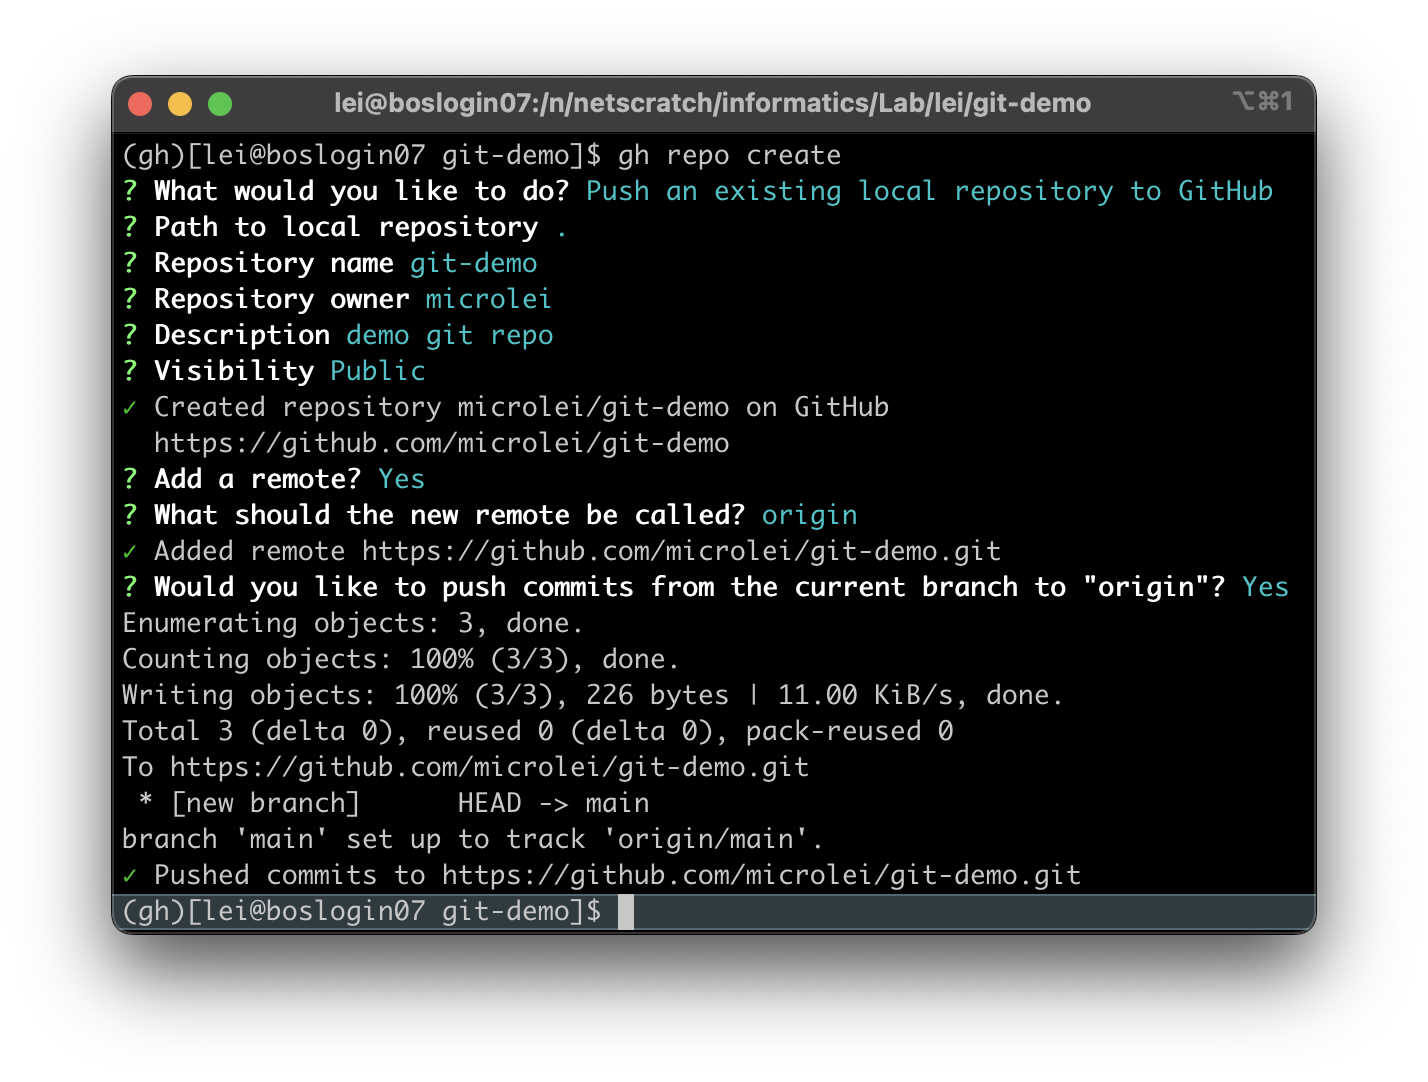 lei@boslogin07:/n/netscratch/informatics/Lab/lei/git-demo ⌥⌘1
(gh)[lei@boslogin07 git-demo]$ gh repo create
? What would you like to do? Push an existing local repository to GitHub
? Path to local repository .
? Repository name git-demo
? Repository owner microlei
? Description demo git repo
? Visibility Public
✓ Created repository microlei/git-demo on GitHub
  https://github.com/microlei/git-demo
? Add a remote? Yes
? What should the new remote be called? origin
✓ Added remote https://github.com/microlei/git-demo.git
? Would you like to push commits from the current branch to "origin"? Yes
Enumerating objects: 3, done.
Counting objects: 100% (3/3), done.
Writing objects: 100% (3/3), 226 bytes | 11.00 KiB/s, done.
Total 3 (delta 0), reused 0 (delta 0), pack-reused 0
To https://github.com/microlei/git-demo.git
 * [new branch]      HEAD -> main
branch 'main' set up to track 'origin/main'.
✓ Pushed commits to https://github.com/microlei/git-demo.git
(gh)[lei@boslogin07 git-demo]$